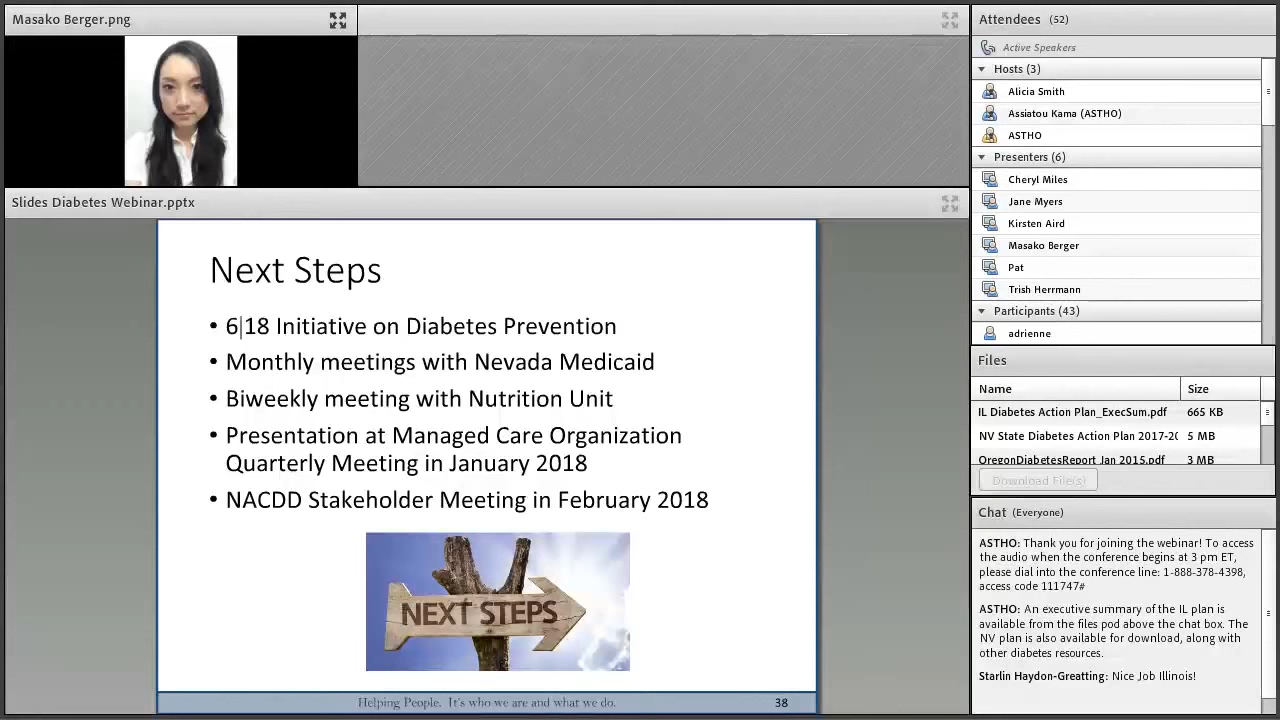 Masako Berger.png
Slides Diabetes Webinar.pptx
Next Steps
• 6|18 Initiative on Diabetes Prevention
• Monthly meetings with Nevada Medicaid
• Biweekly meeting with Nutrition Unit
• Presentation at Managed Care Organization
Quarterly Meeting in January 2018
• NACDD Stakeholder Meeting in February 2018
NEXT STEPS
Helping People. It's who we are and what we do.
38
Attendees (52)
Active Speakers
Hosts (3)
Alicia Smith
Assiatou Kama (ASTHO)
ASTHO
Presenters (6)
Cheryl Miles
Jane Myers
Kirsten Aird
Masako Berger
Pat
Trish Herrmann
Participants (43)
adrienne
Files
Name Size
IL Diabetes Action Plan_ExecSum.pdf 665 KB
NV State Diabetes Action Plan 2017-20 5 MB
OregonDiabetesReport Jan 2015.pdf 3 MB
Download File(s)
Chat (Everyone)
ASTHO: Thank you for joining the webinar! To access
the audio when the conference begins at 3 pm ET,
please dial into the conference line: 1-888-378-4398,
access code 111747#
ASTHO: An executive summary of the IL plan is
available from the files pod above the chat box. The
NV plan is also available for download, along with
other diabetes resources.
Starlin Haydon-Greatting: Nice Job Illinois!